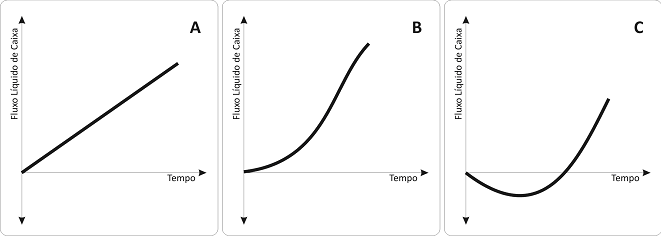 A
Fluxo Líquido de Caixa
Tempo
B
Fluxo Líquido de Caixa
Tempo
C
Fluxo Líquido de Caixa
Tempo